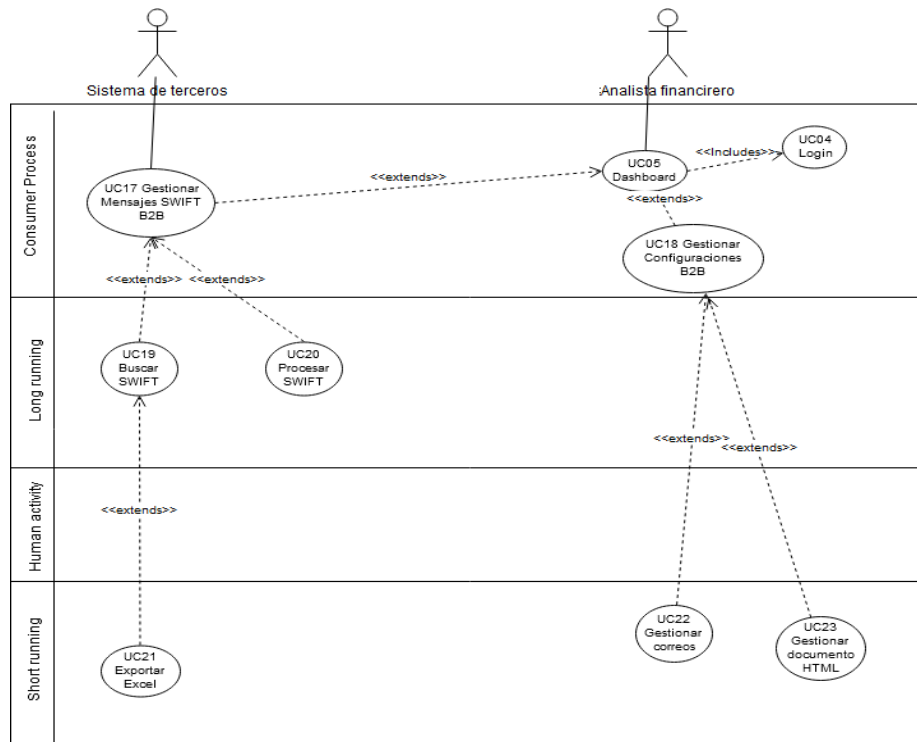 Sistema de terceros
:Analista financirero
Consumer Process
UC17 Gestionar
Mensajes SWIFT
B2B
<<extends>>
UC05
Dashboard
<<Includes>>
UC04
Login
<<extends>>
UC18 Gestionar
Configuraciones
B2B
<<extends>>
<<extends>>
Long running
UC19
Buscar
SWIFT
UC20
Procesar
SWIFT
<<extends>>
<<extends>>
Human activity
<<extends>>
Short running
UC21
Exportar
Excel
UC22
Gestionar
correos
UC23
Gestionar
documento
HTML